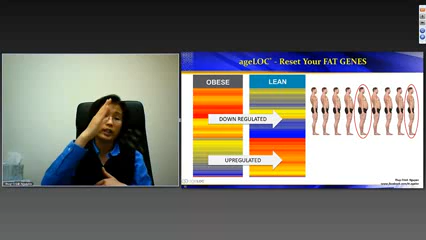 ageLOC® - Reset Your FAT GENES
OBESE
LEAN
DOWN REGULATED
UPREGULATED